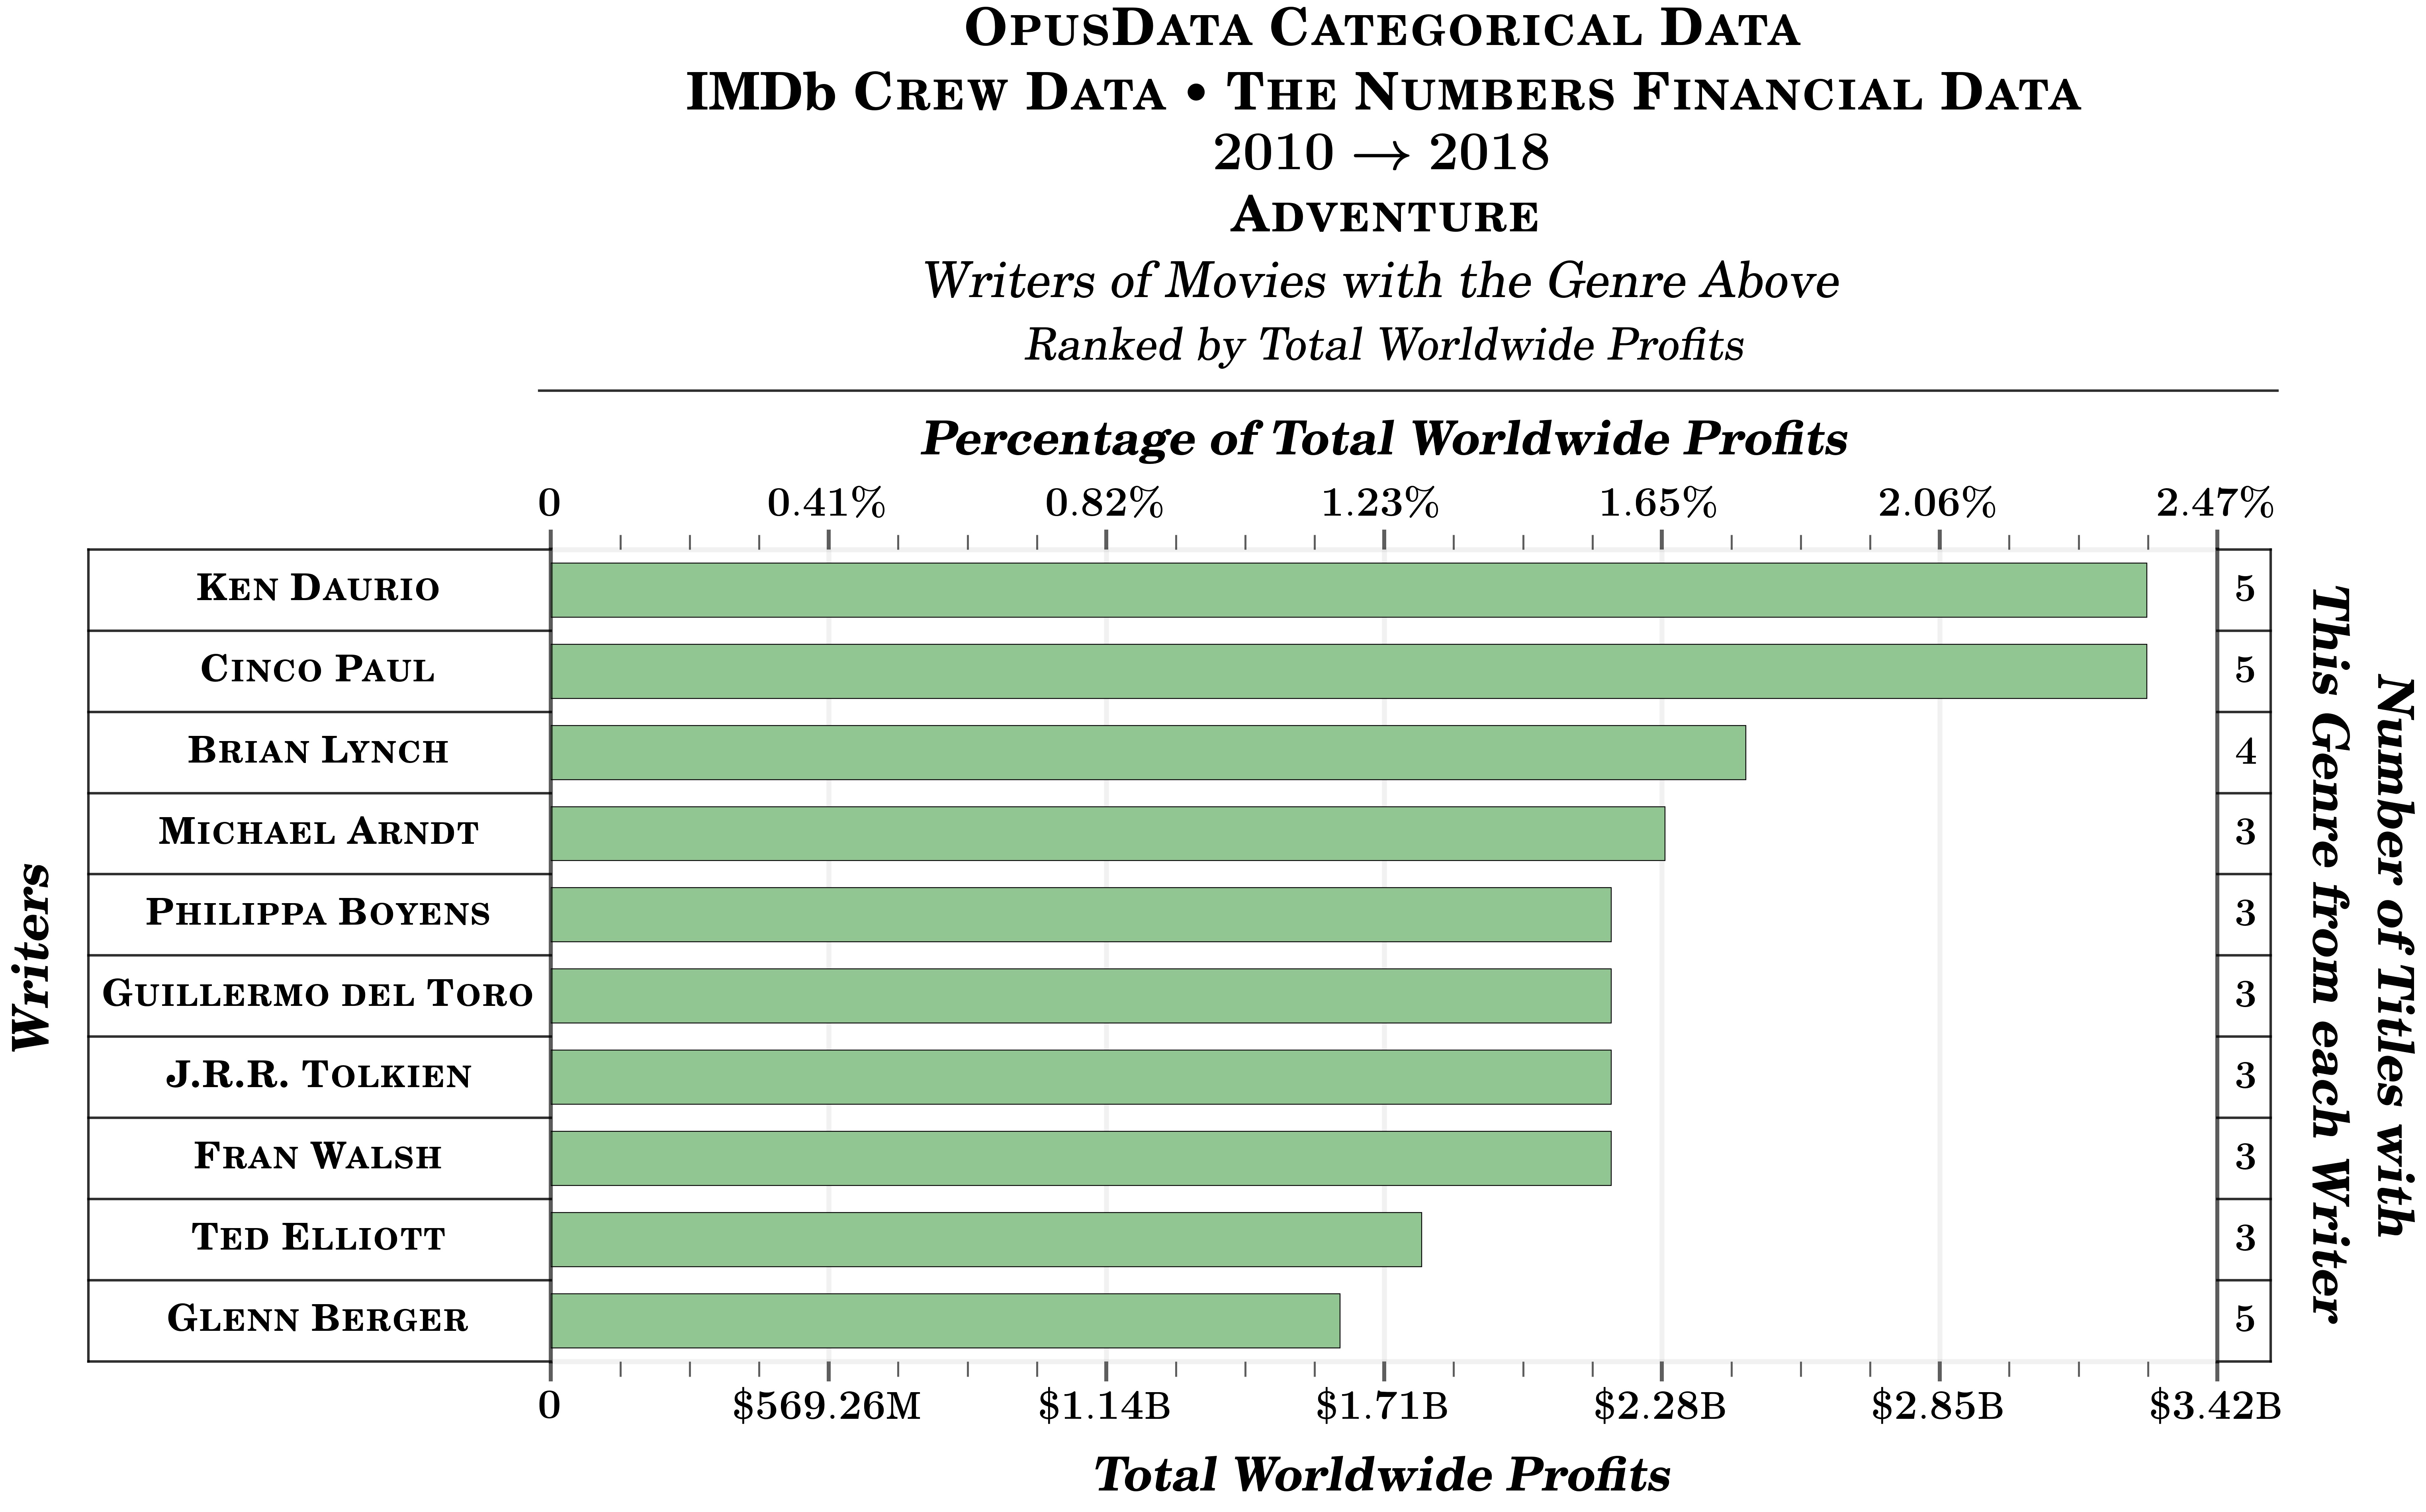 OpusData Categorical Data
IMDb Crew Data • The Numbers Financial Data
2010 → 2018
Adventure
Writers of Movies with the Genre Above
Ranked by Total Worldwide Profits
Percentage of Total Worldwide Profits
0 0.41% 0.82% 1.23% 1.65% 2.06% 2.47%
Writers
Ken Daurio 5
Cinco Paul 5
Brian Lynch 4
Michael Arndt 3
Philippa Boyens 3
Guillermo del Toro 3
J.R.R. Tolkien 3
Fran Walsh 3
Ted Elliott 3
Glenn Berger 5
Number of Titles with
This Genre from each Writer
0 $569.26M $1.14B $1.71B $2.28B $2.85B $3.42B
Total Worldwide Profits